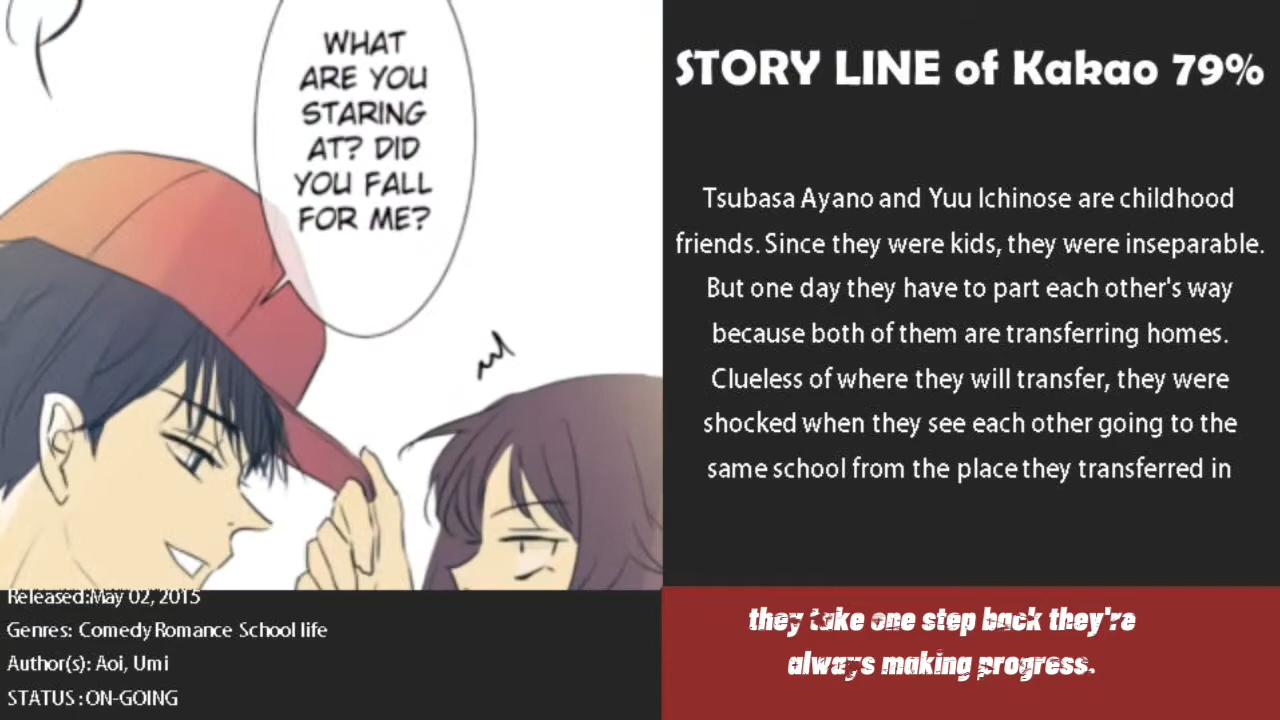 WHAT
ARE YOU
STARING
AT? DID
YOU FALL
FOR ME?
STORY LINE of Kakao 79%
Tsubasa Ayano and Yuu Ichinose are childhood
friends. Since they were kids, they were inseparable.
But one day they have to part each other's way
because both of them are transferring homes.
Clueless of where they will transfer, they were
shocked when they see each other going to the
same school from the place they transferred in
Released:May 02, 2015
Genres: Comedy Romance School life
Author(s): Aoi, Umi
STATUS : ON-GOING
they take one step back they're
always making progress.